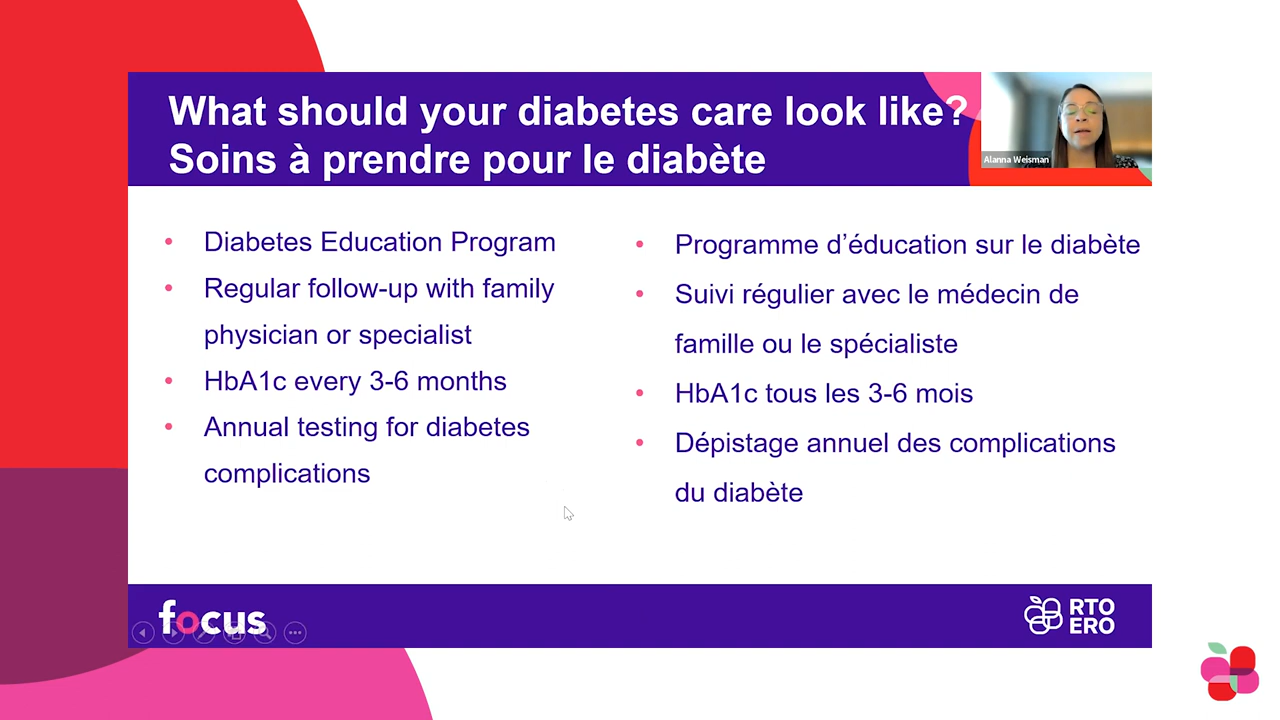 What should your diabetes care look like?
Soins à prendre pour le diabète
Alanna Weisman
• Diabetes Education Program
• Regular follow-up with family
physician or specialist
• HbA1c every 3-6 months
• Annual testing for diabetes
complications
• Programme d’éducation sur le diabète
• Suivi régulier avec le médecin de
famille ou le spécialiste
• HbA1c tous les 3-6 mois
• Dépistage annuel des complications
du diabète
focus
RTO
ERO